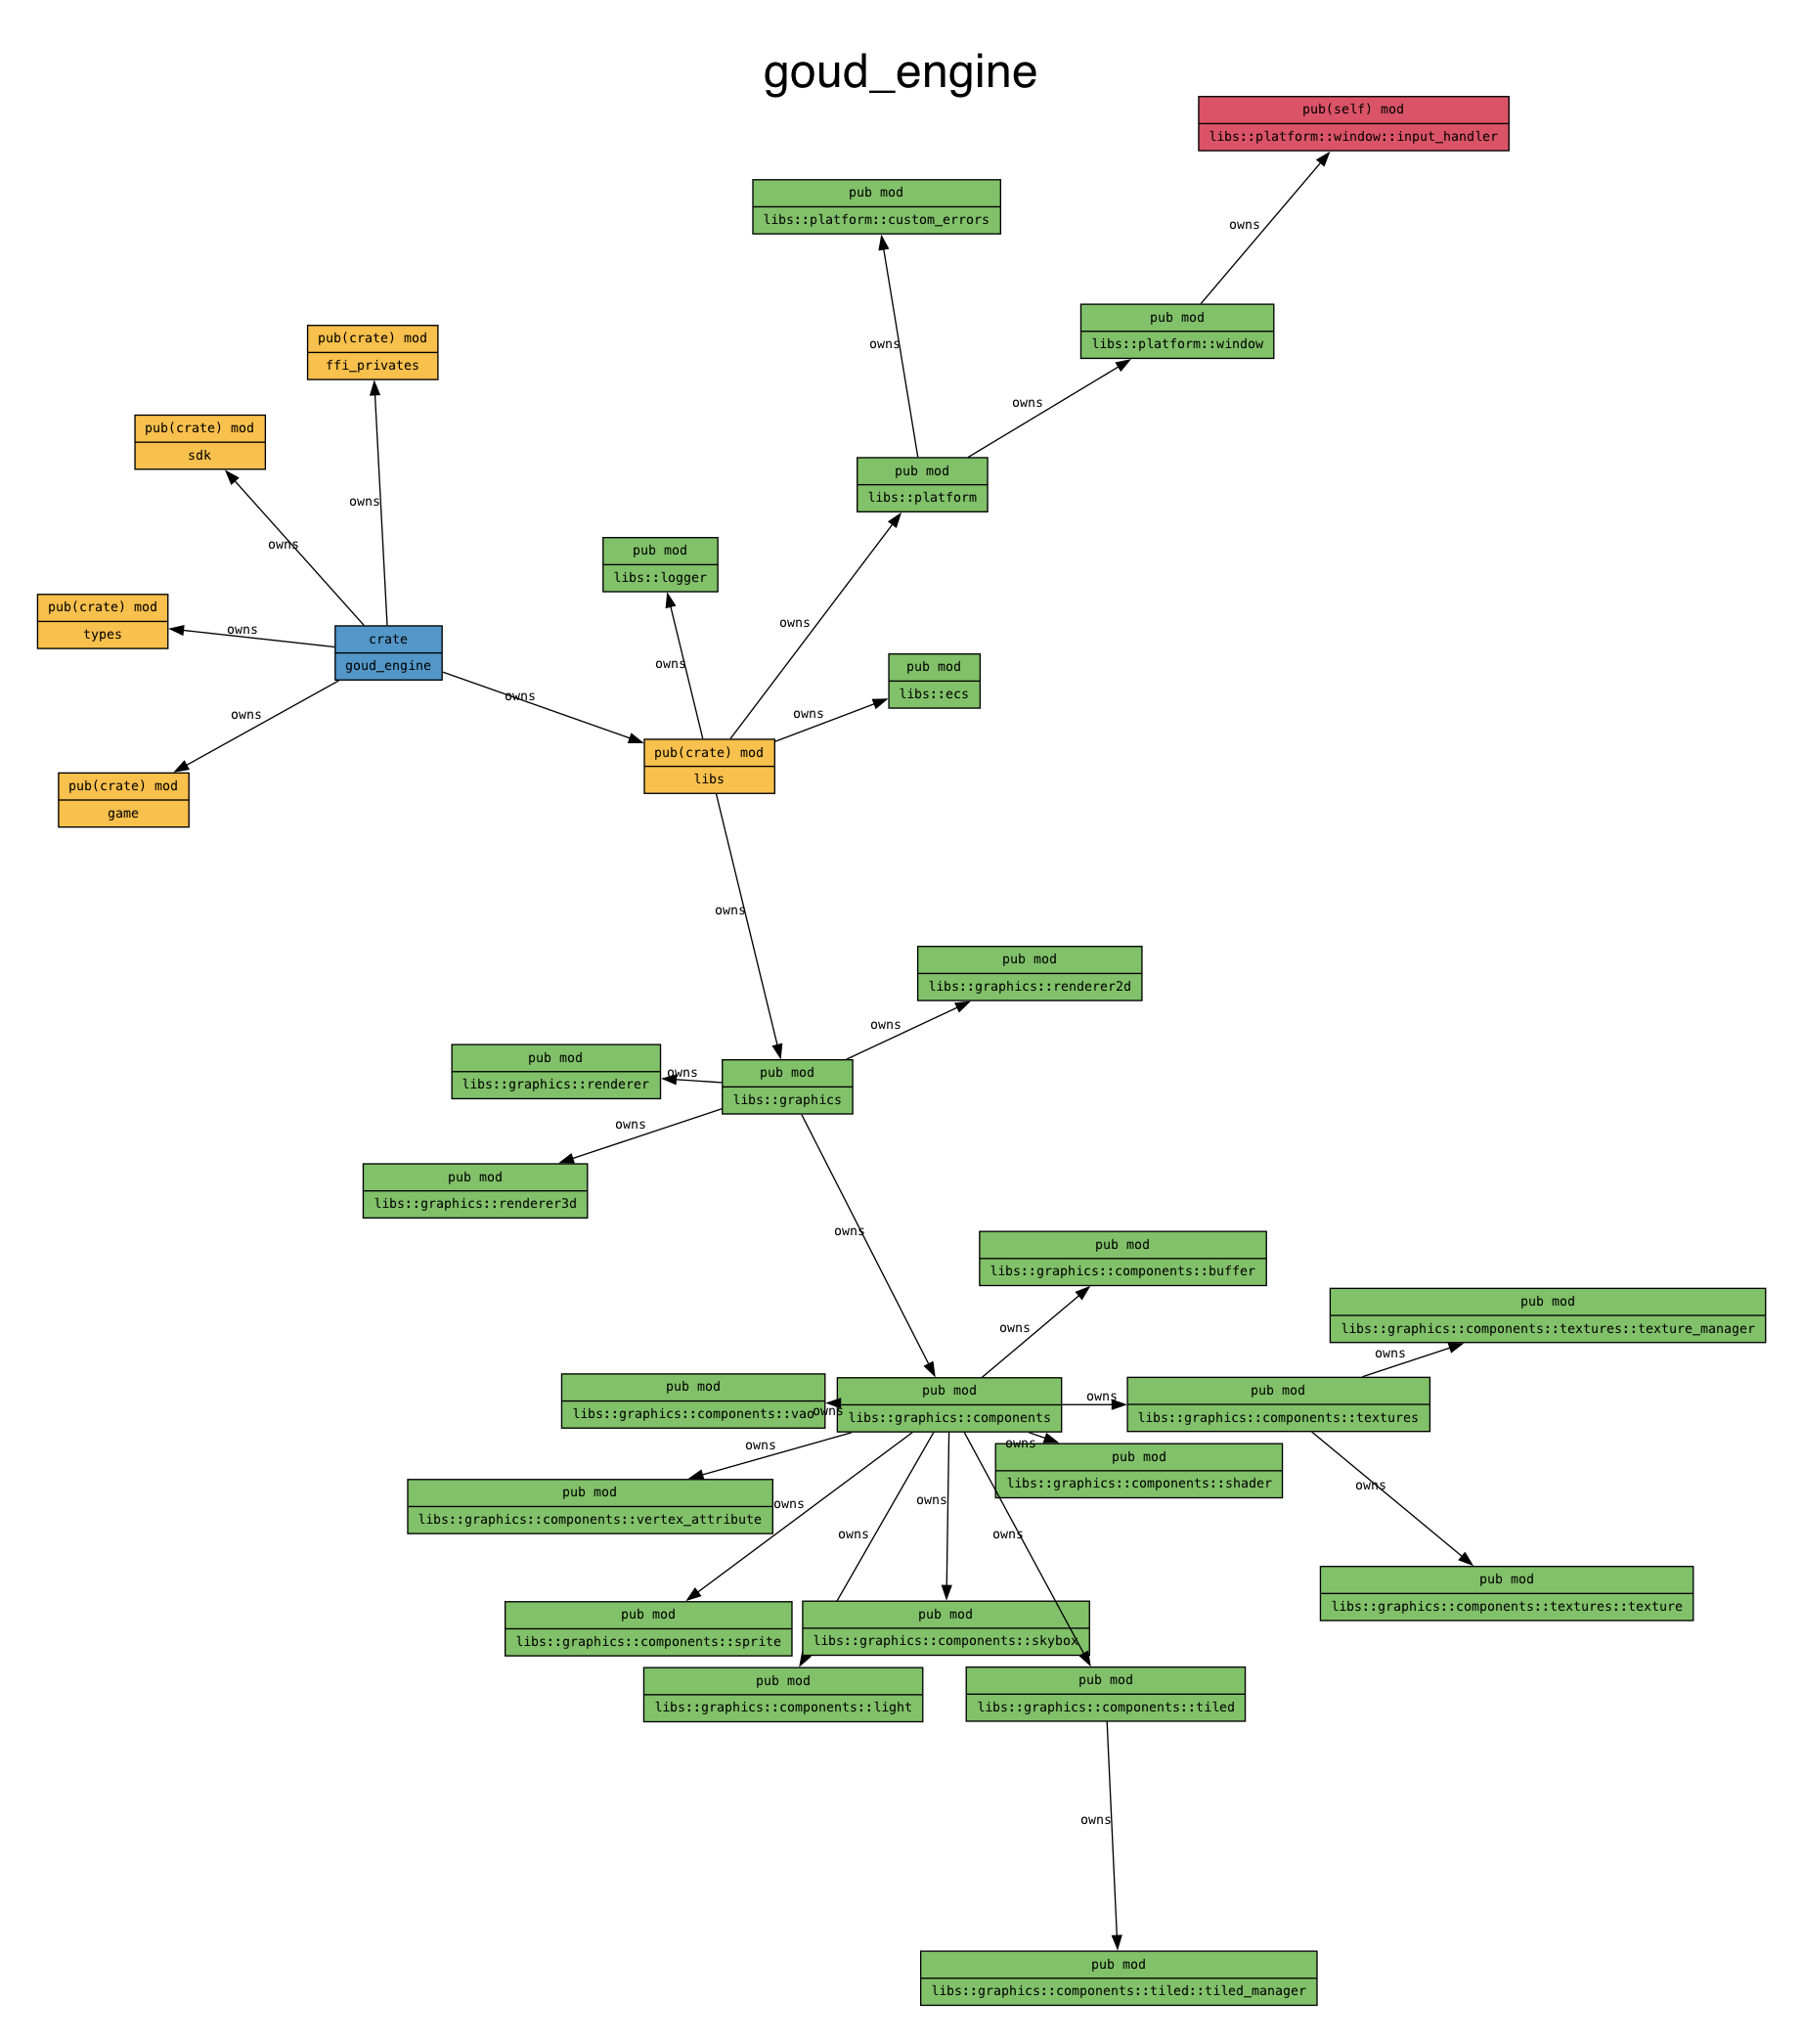 goud_engine
pub(self) mod
libs::platform::window::input_handler
pub mod
libs::platform::custom_errors
owns
pub mod
libs::platform::window
pub(crate) mod
ffi_privates
owns
owns
pub(crate) mod
sdk
pub mod
libs::platform
owns
owns
pub mod
libs::logger
pub(crate) mod
types
owns
crate
goud_engine
owns
owns
pub mod
libs::ecs
owns
owns
owns
pub(crate) mod
libs
pub(crate) mod
game
owns
pub mod
libs::graphics::renderer2d
owns
pub mod
libs::graphics::renderer
owns
pub mod
libs::graphics
owns
pub mod
libs::graphics::renderer3d
owns
pub mod
libs::graphics::components::buffer
owns
pub mod
libs::graphics::components::textures::texture_manager
owns
pub mod
libs::graphics::components::vao
owns
pub mod
libs::graphics::components
owns
pub mod
libs::graphics::components::textures
owns
owns
pub mod
libs::graphics::components::shader
pub mod
libs::graphics::components::vertex_attribute
owns
owns
owns
owns
owns
pub mod
libs::graphics::components::textures::texture
pub mod
libs::graphics::components::sprite
pub mod
libs::graphics::components::skybox
pub mod
libs::graphics::components::light
pub mod
libs::graphics::components::tiled
owns
pub mod
libs::graphics::components::tiled::tiled_manager